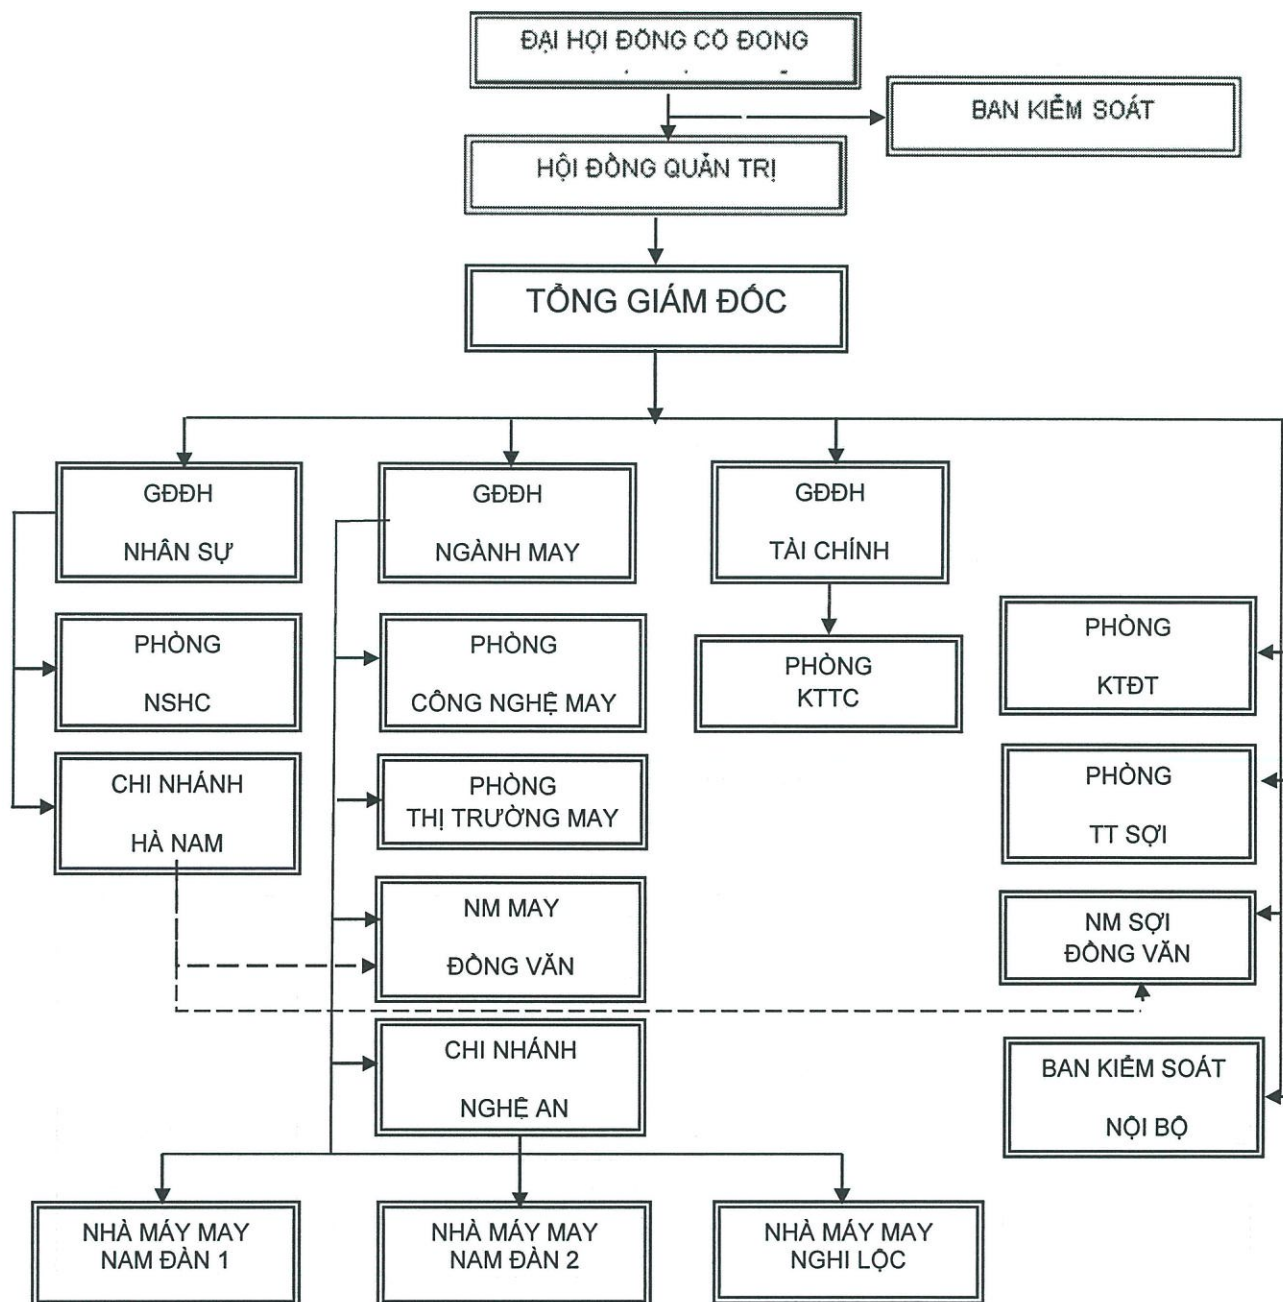 ĐẠI HỘI ĐỒNG CỔ ĐÔNG
BAN KIỂM SOÁT
HỘI ĐỒNG QUẢN TRỊ
TỔNG GIÁM ĐỐC
GĐĐH
NHÂN SỰ
GĐĐH
NGÀNH MAY
GĐĐH
TÀI CHÍNH
PHÒNG
NSHC
PHÒNG
CÔNG NGHỆ MAY
PHÒNG
KTTC
PHÒNG
KTĐT
CHI NHÁNH
HÀ NAM
PHÒNG
THỊ TRƯỜNG MAY
PHÒNG
TT SỢI
NM MAY
ĐỒNG VĂN
NM SỢI
ĐỒNG VĂN
CHI NHÁNH
NGHỆ AN
BAN KIỂM SOÁT
NỘI BỘ
NHÀ MÁY MAY
NAM ĐÀN 1
NHÀ MÁY MAY
NAM ĐÀN 2
NHÀ MÁY MAY
NGHI LỘC